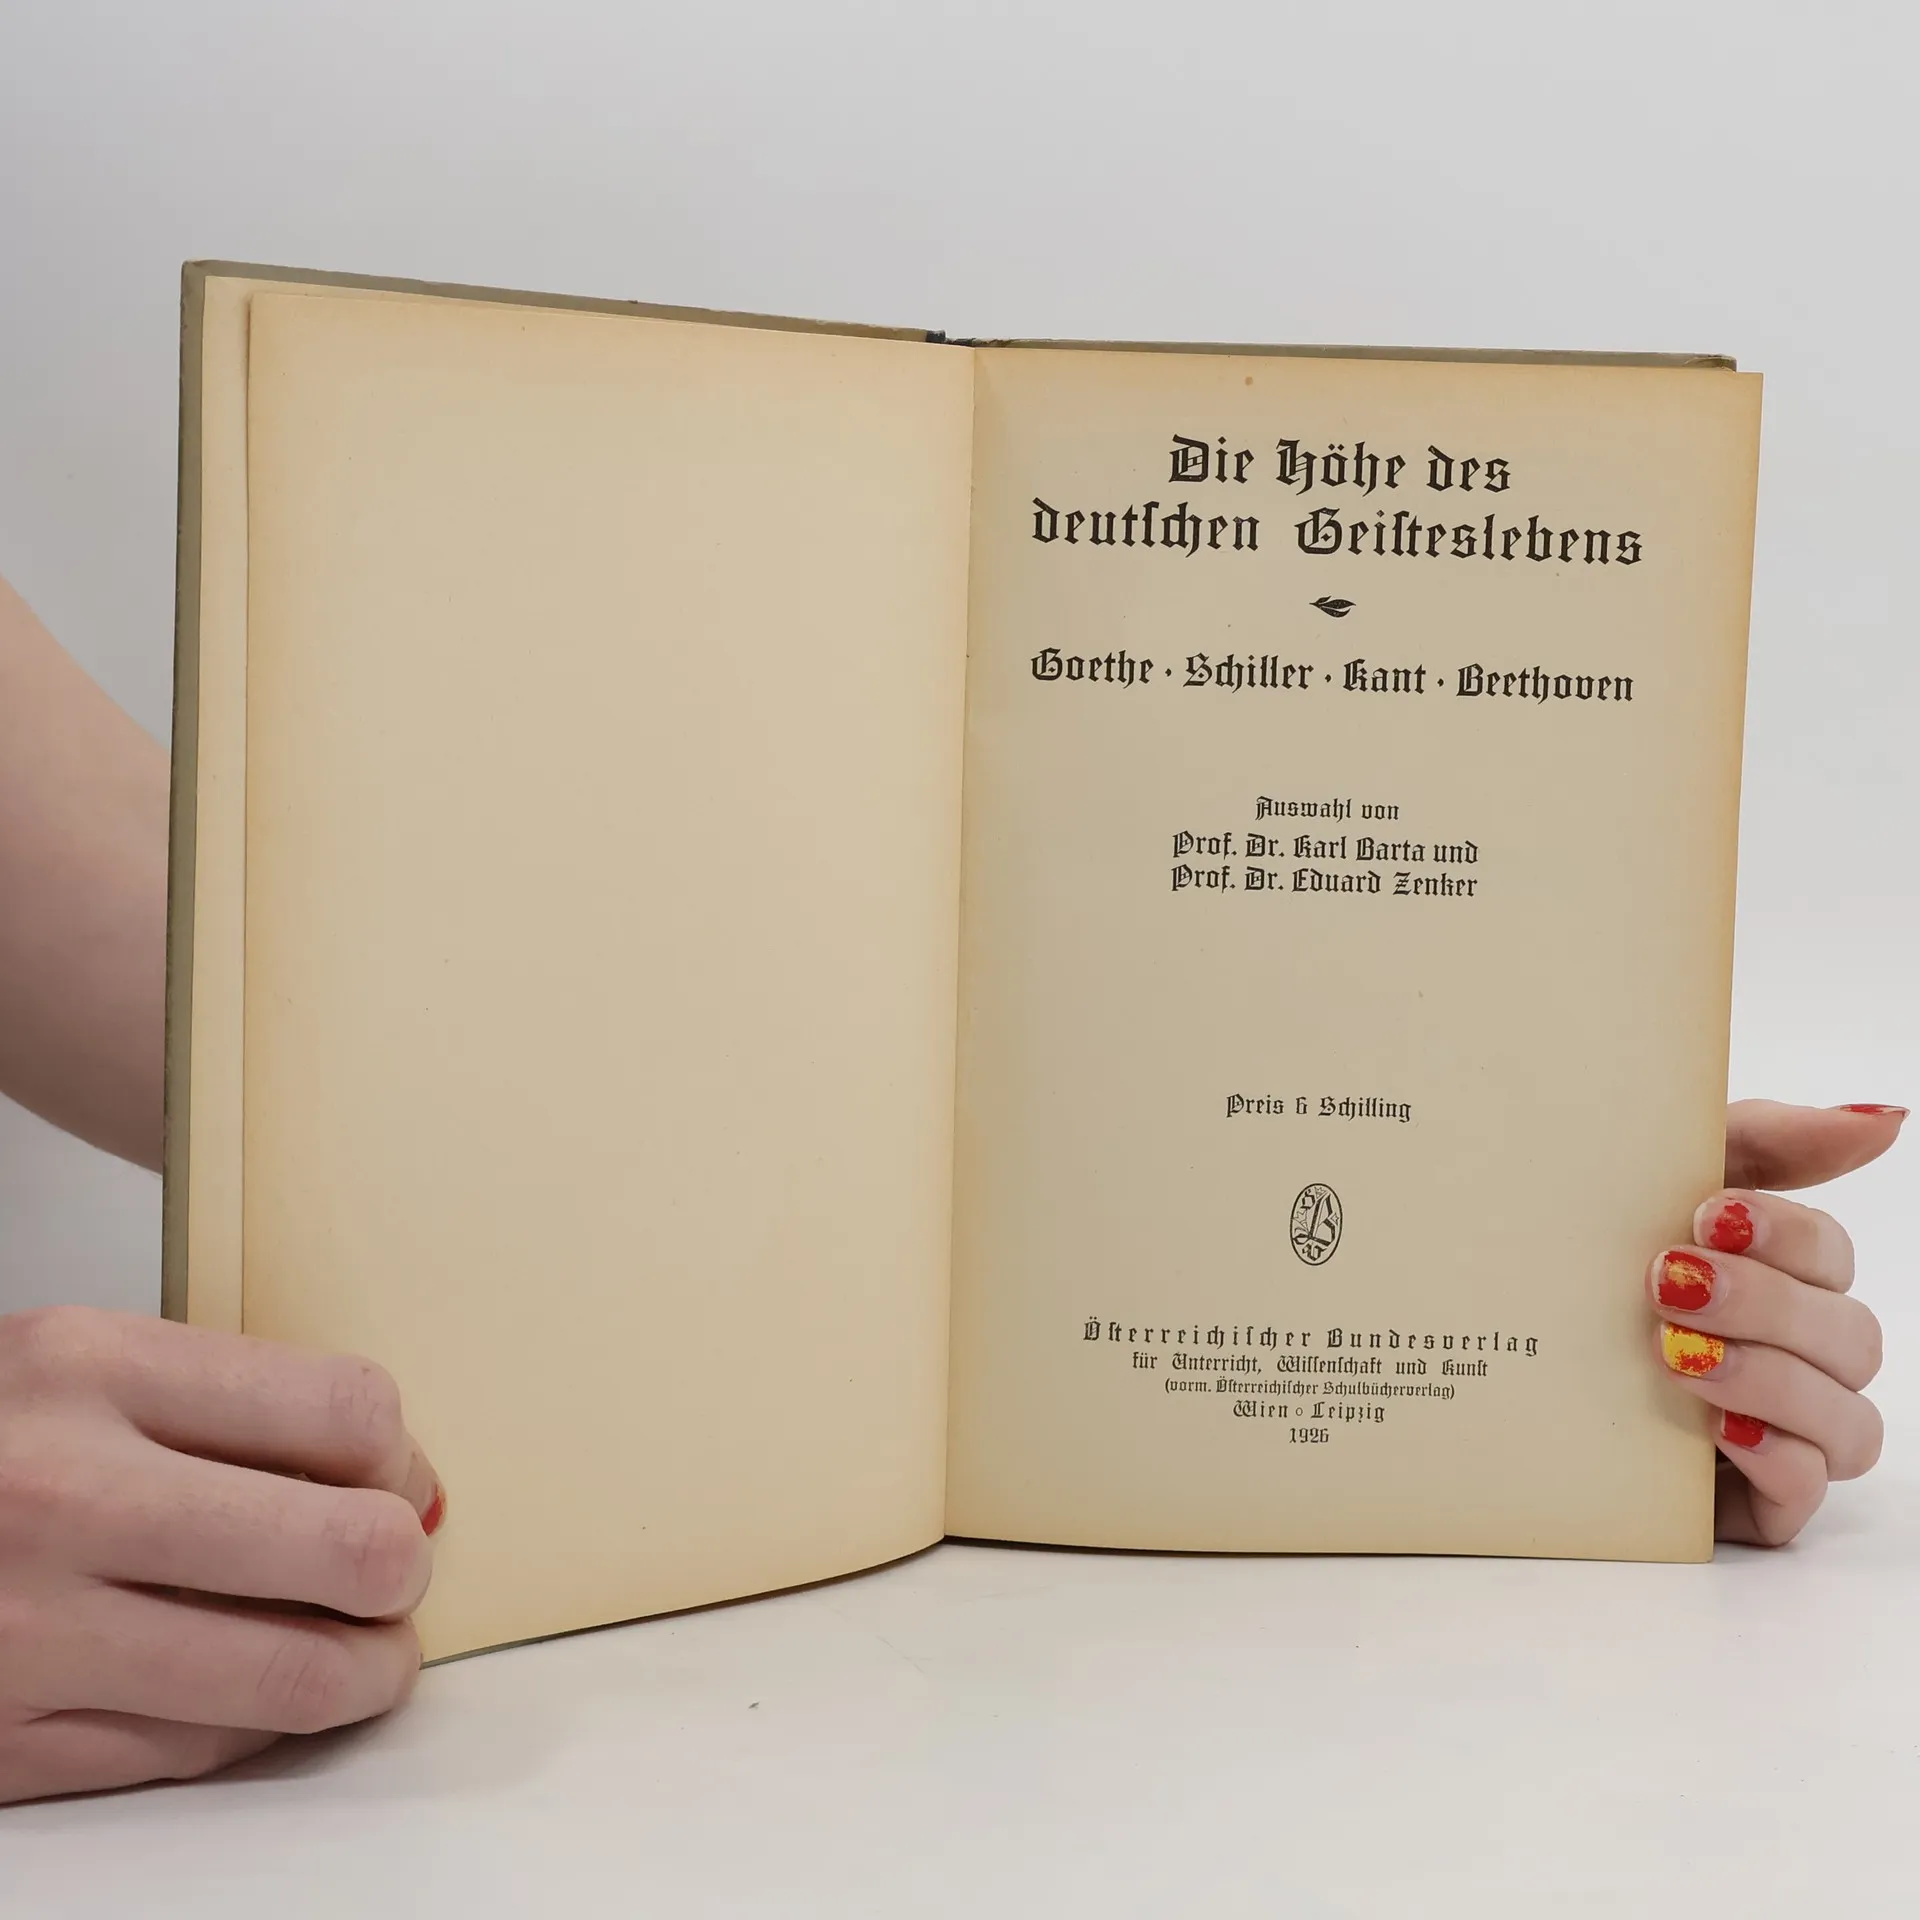 Die Höhe des
deutſchen Geiſteslebens
Goethe · Schiller · Kant · Beethoven
Auswahl von
Prof. Dr. Karl Barta und
Prof. Dr. Eduard Zenker
Preis 6 Schilling
Öſterreichiſcher Bundesverlag
für Unterricht, Wiſſenſchaft und Kunſt
(vorm. Öſterreichiſcher Schulbücherverlag)
Wien ○ Leipzig
1926